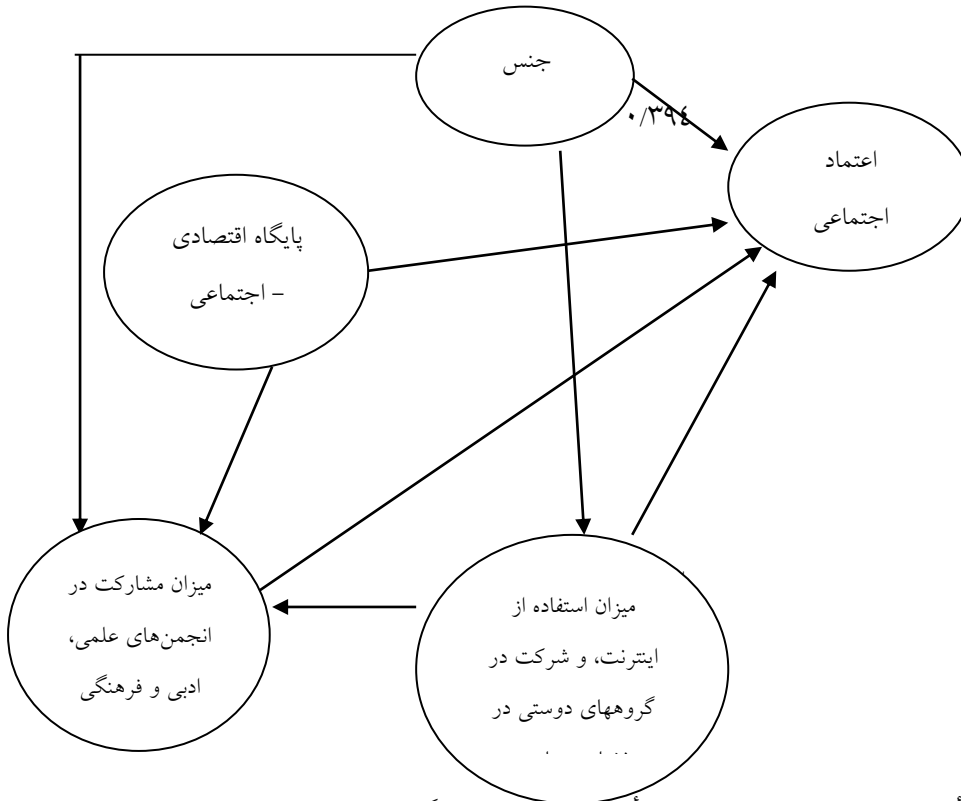 جنس
۰/۳۹٤
اعتماد
اجتماعی
پایگاه اقتصادی
– اجتماعی
میزان مشارکت در
انجمن‌های علمی،
ادبی و فرهنگی
میزان استفاده از
اینترنت، و شرکت در
گروههای دوستی در